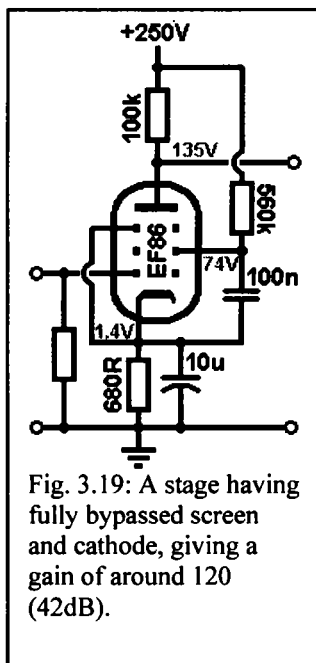 +250V
100k
135V
560k
EF86
74V
100n
1.4V
680R
10u
Fig. 3.19: A stage having
fully bypassed screen
and cathode, giving a
gain of around 120
(42dB).